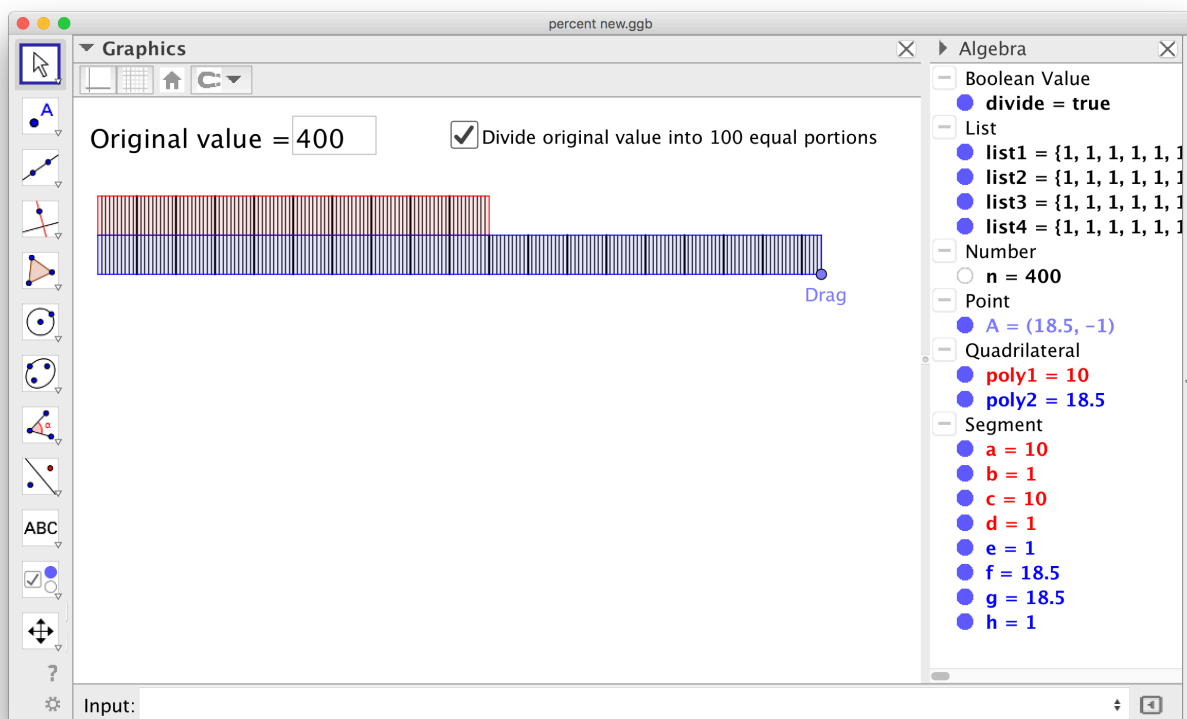 percent new.ggb
Graphics
Algebra
Original value = 400
Divide original value into 100 equal portions
Drag
Boolean Value
divide = true
List
list1 = {1, 1, 1, 1, 1, 1
list2 = {1, 1, 1, 1, 1, 1
list3 = {1, 1, 1, 1, 1, 1
list4 = {1, 1, 1, 1, 1, 1
Number
n = 400
Point
A = (18.5, −1)
Quadrilateral
poly1 = 10
poly2 = 18.5
Segment
a = 10
b = 1
c = 10
d = 1
e = 1
f = 18.5
g = 18.5
h = 1
A
α
ABC
?
Input: